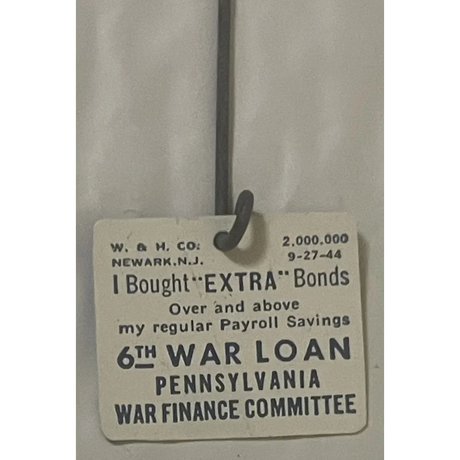 W. & H. CO. 2,000,000
NEWARK.N.J. 9-27-44
I Bought "EXTRA" Bonds
Over and above
my regular Payroll Savings
6TH WAR LOAN
PENNSYLVANIA
WAR FINANCE COMMITTEE